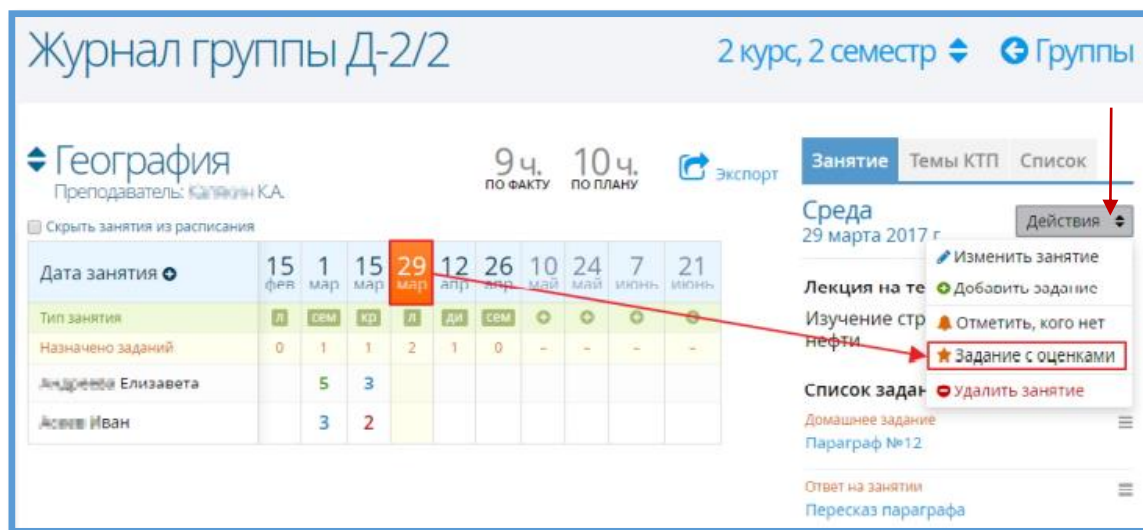 Журнал группы Д-2/2
2 курс, 2 семестр
Группы
География
Преподаватель: К.А.
9 ч.
ПО ФАКТУ
10 ч.
ПО ПЛАНУ
Экспорт
Скрыть занятия из расписания
Дата занятия 15 фев 1 мар 15 мар 29 мар 12 апр 26 апр 10 май 24 май 7 июнь 21 июнь
Тип занятия Л СЕМ КР Л ДИ СЕМ
Назначено заданий 0 1 1 2 1 0 – – – –
Елизавета 5 3
Иван 3 2
Занятие Темы КТП Список
Среда
29 марта 2017 г
Действия
Изменить занятие
Добавить задание
Отметить, кого нет
Задание с оценками
Удалить занятие
Лекция на те
Изучение стр
нефти
Список задан
Домашнее задание
Параграф №12
Ответ на занятии
Пересказ параграфа